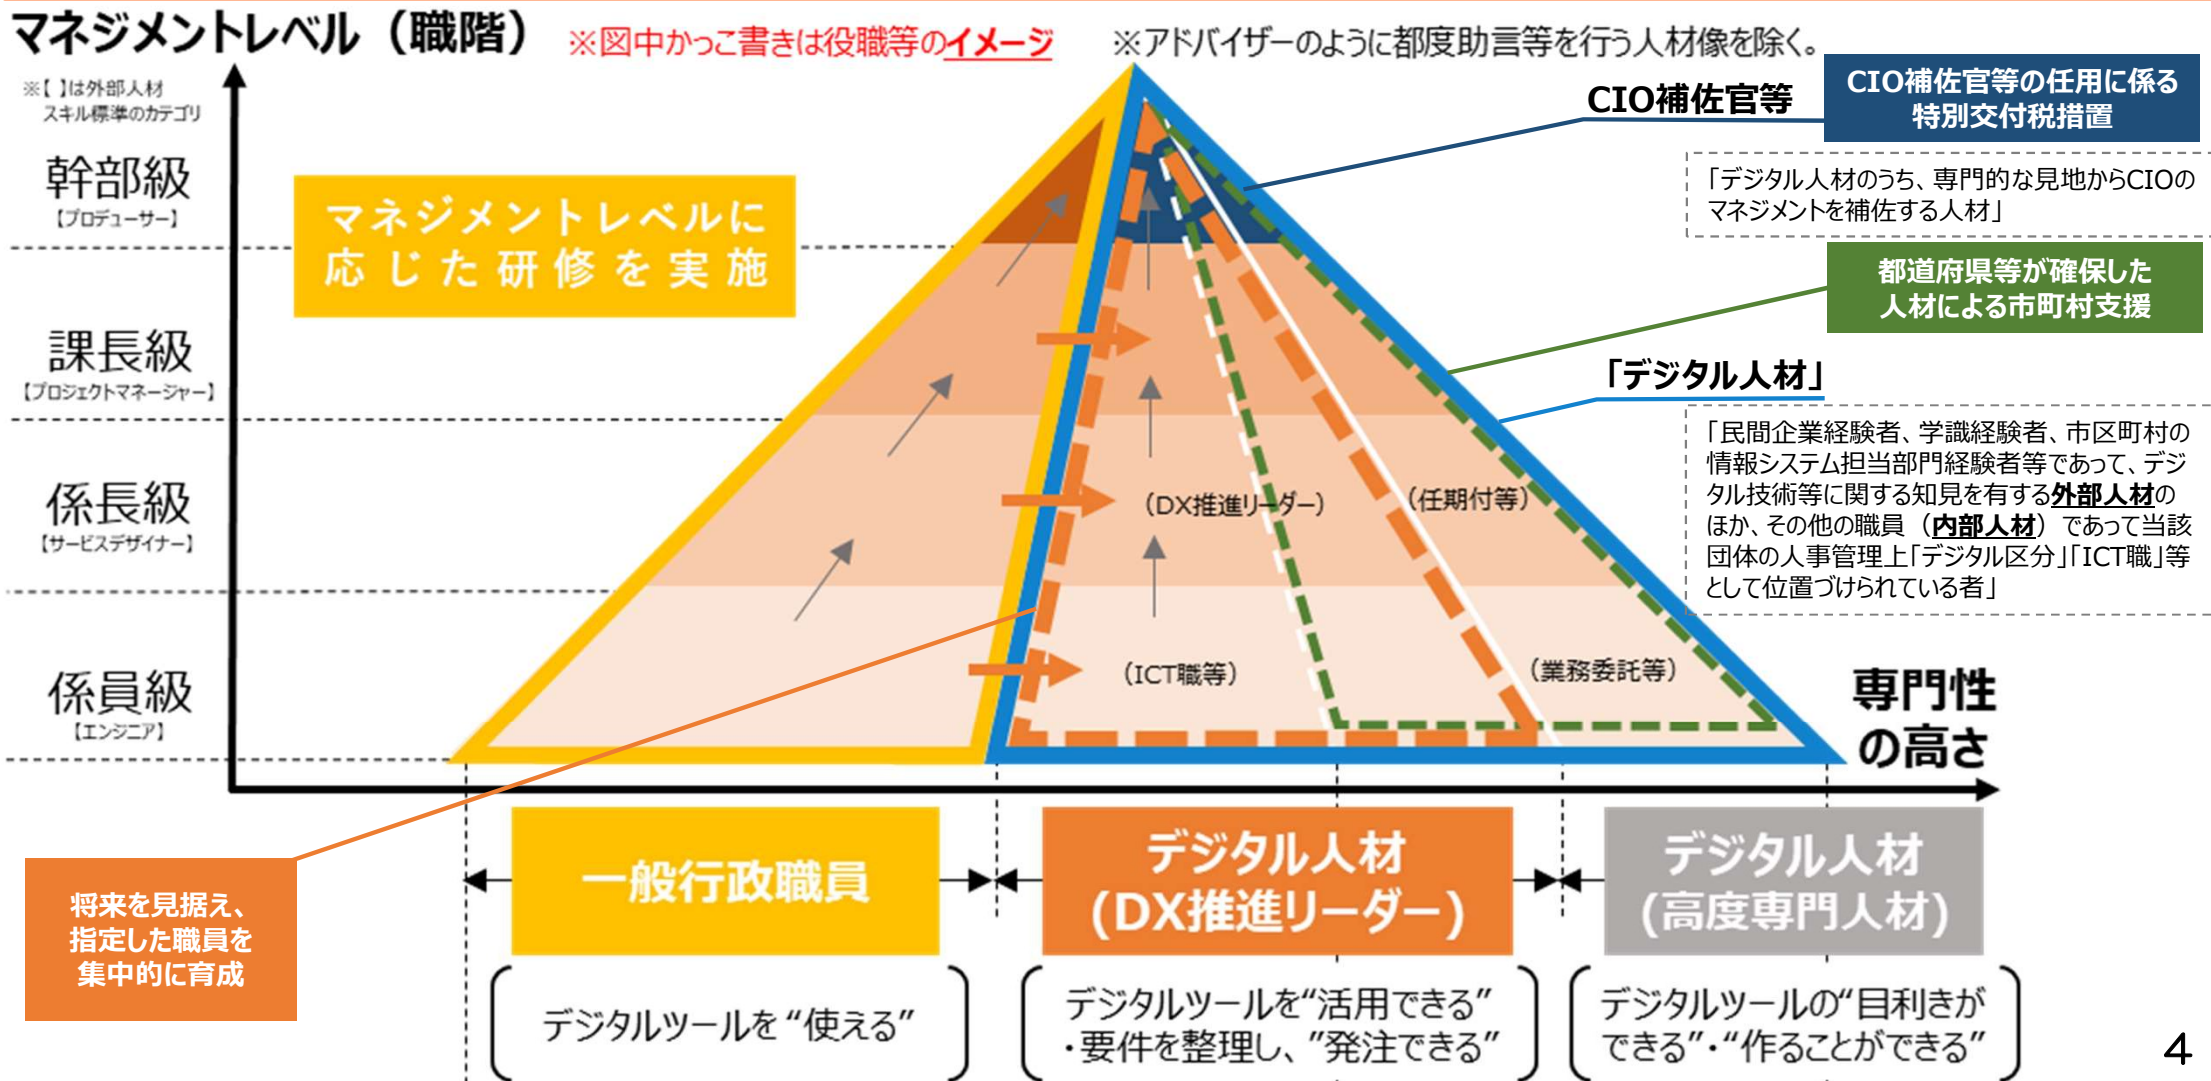 マネジメントレベル（職階）
※図中かっこ書きは役職等のイメージ
※アドバイザーのように都度助言等を行う人材像を除く。
※【 】は外部人材
スキル標準のカテゴリ
幹部級
【プロデューサー】
課長級
【プロジェクトマネージャー】
係長級
【サービスデザイナー】
係員級
【エンジニア】
マネジメントレベルに
応じた研修を実施
CIO補佐官等
CIO補佐官等の任用に係る
特別交付税措置
「デジタル人材のうち、専門的な見地からCIOの
マネジメントを補佐する人材」
都道府県等が確保した
人材による市町村支援
「デジタル人材」
「民間企業経験者、学識経験者、市区町村の
情報システム担当部門経験者等であって、デジ
タル技術等に関する知見を有する外部人材の
ほか、その他の職員（内部人材）であって当該
団体の人事管理上「デジタル区分」「ICT職」等
として位置づけられている者」
（DX推進リーダー）
（任期付等）
（ICT職等）
（業務委託等）
専門性
の高さ
将来を見据え、
指定した職員を
集中的に育成
一般行政職員
デジタル人材
(DX推進リーダー)
デジタル人材
(高度専門人材)
デジタルツールを“使える”
デジタルツールを“活用できる”
・要件を整理し、”発注できる”
デジタルツールの“目利きが
できる”・“作ることができる”
4